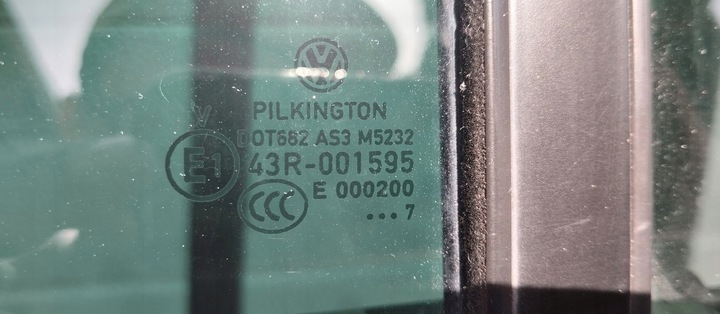 PILKINGTON
V
DOT662 AS3 M5232
E1 43R-001595
E 000200
CCC
...7